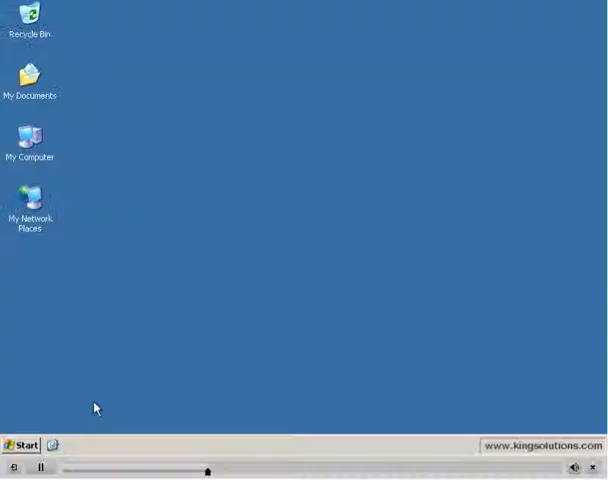 Recycle Bin
My Documents
My Computer
My Network
Places
Start
www.kingsolutions.com